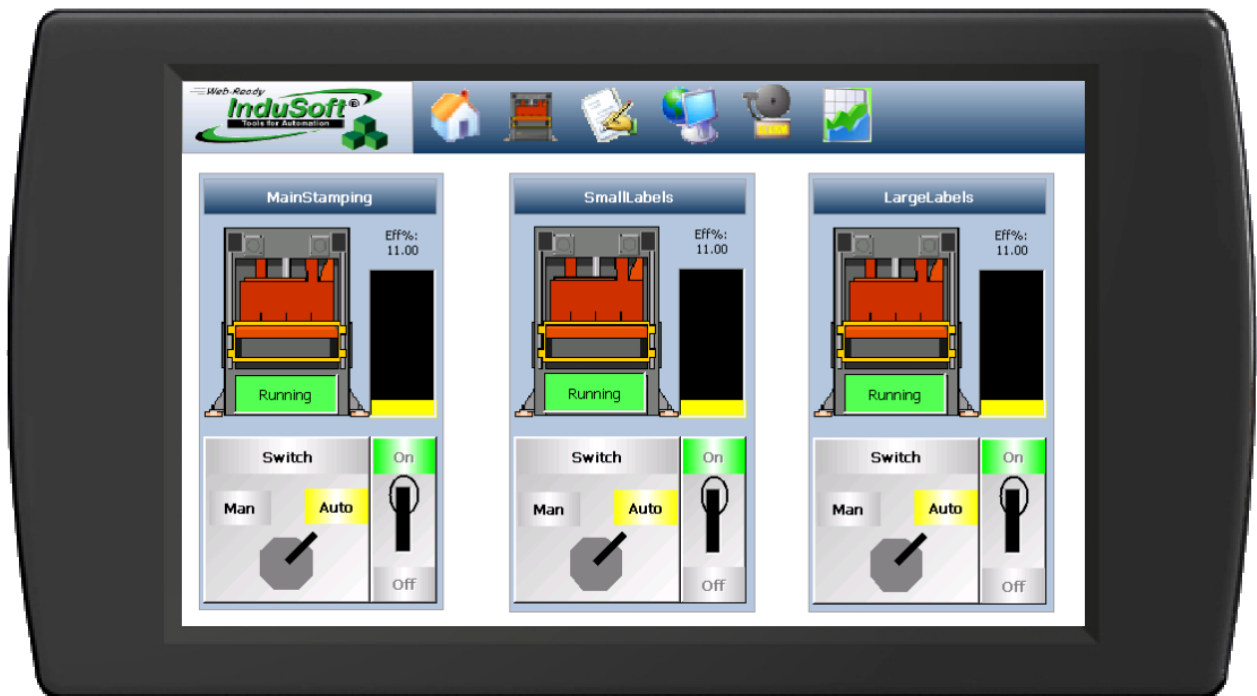 Web-Ready
InduSoft®
Tools for Automation
MainStamping
Eff%:
11.00
Running
Switch
On
Man
Auto
Off
SmallLabels
Eff%:
11.00
Running
Switch
On
Man
Auto
Off
LargeLabels
Eff%:
11.00
Running
Switch
On
Man
Auto
Off